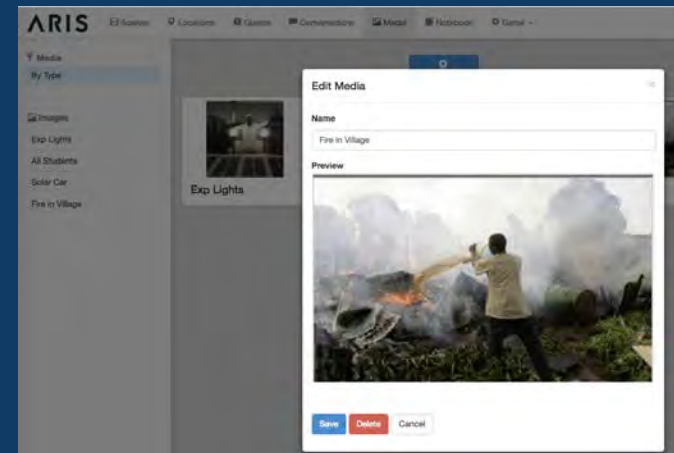 ARIS
Scenes Locations Quests Conversations Media Notebook Game
Media
By Type
Images
Exp Lights
All Students
Solar Car
Fire in Village
Exp Lights
Edit Media
Name
Fire in Village
Preview
Save Delete Cancel